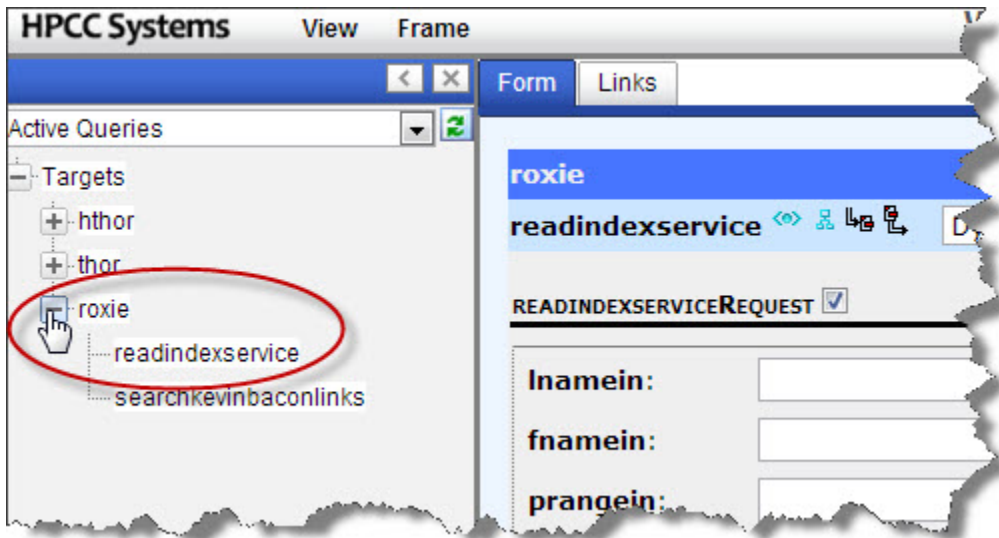 HPCC Systems View Frame
Form Links
Active Queries
Targets
hthor
thor
roxie
readindexservice
searchkevinbaconlinks
roxie
readindexservice
READINDEXSERVICEREQUEST
lnamein:
fnamein:
prangein: